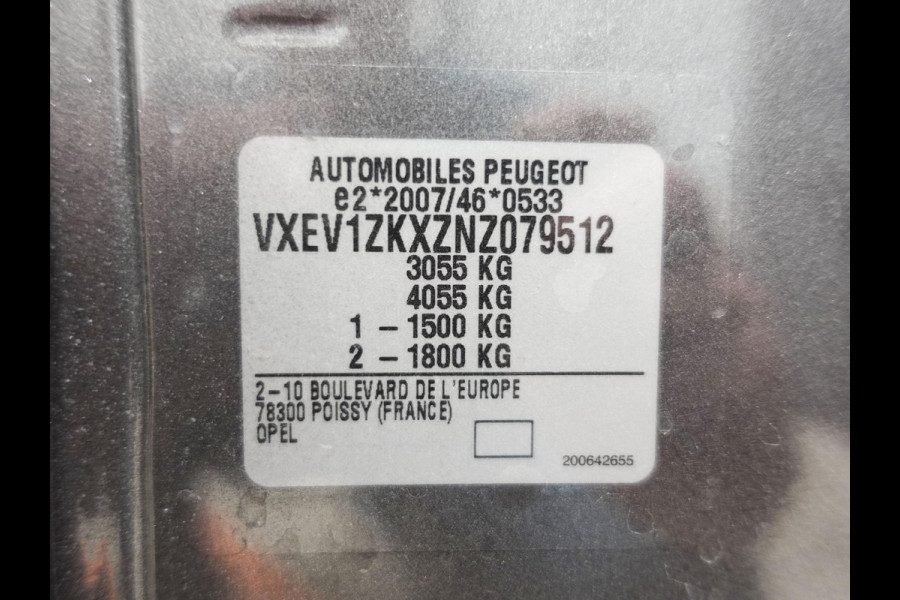 AUTOMOBILES PEUGEOT
e2*2007/46*0533
VXEV1ZKXZNZ079512
3055 KG
4055 KG
1 - 1500 KG
2 - 1800 KG
2-10 BOULEVARD DE L'EUROPE
78300 POISSY (FRANCE)
OPEL
200642655